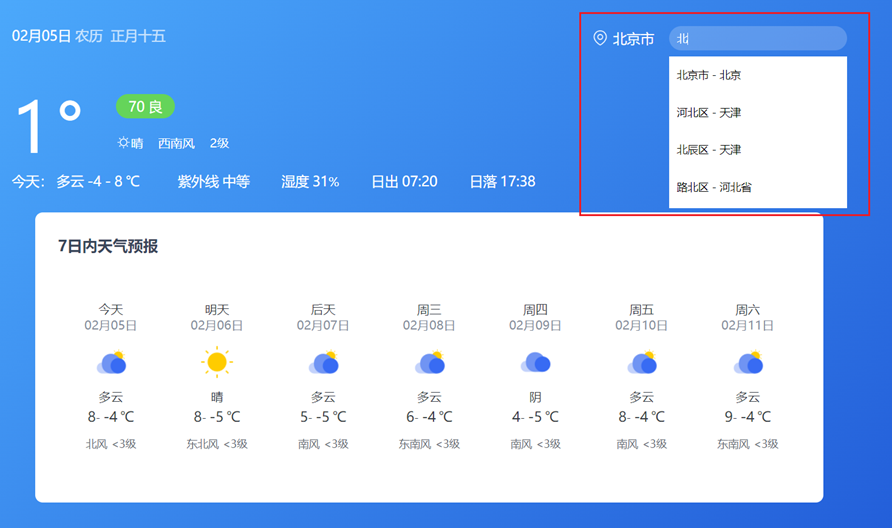 02月05日 农历 正月十五
北京市 北
北京市 - 北京
河北区 - 天津
北辰区 - 天津
路北区 - 河北省
1° 70 良
晴 西南风 2级
今天: 多云 -4 - 8 ℃ 紫外线 中等 湿度 31% 日出 07:20 日落 17:38
7日内天气预报
今天 明天 后天 周三 周四 周五 周六
02月05日 02月06日 02月07日 02月08日 02月09日 02月10日 02月11日
多云 晴 多云 多云 阴 多云 多云
8- -4 ℃ 8- -5 ℃ 5- -5 ℃ 6- -4 ℃ 4- -5 ℃ 8- -4 ℃ 9- -4 ℃
北风 <3级 东北风 <3级 南风 <3级 东南风 <3级 南风 <3级 南风 <3级 东南风 <3级